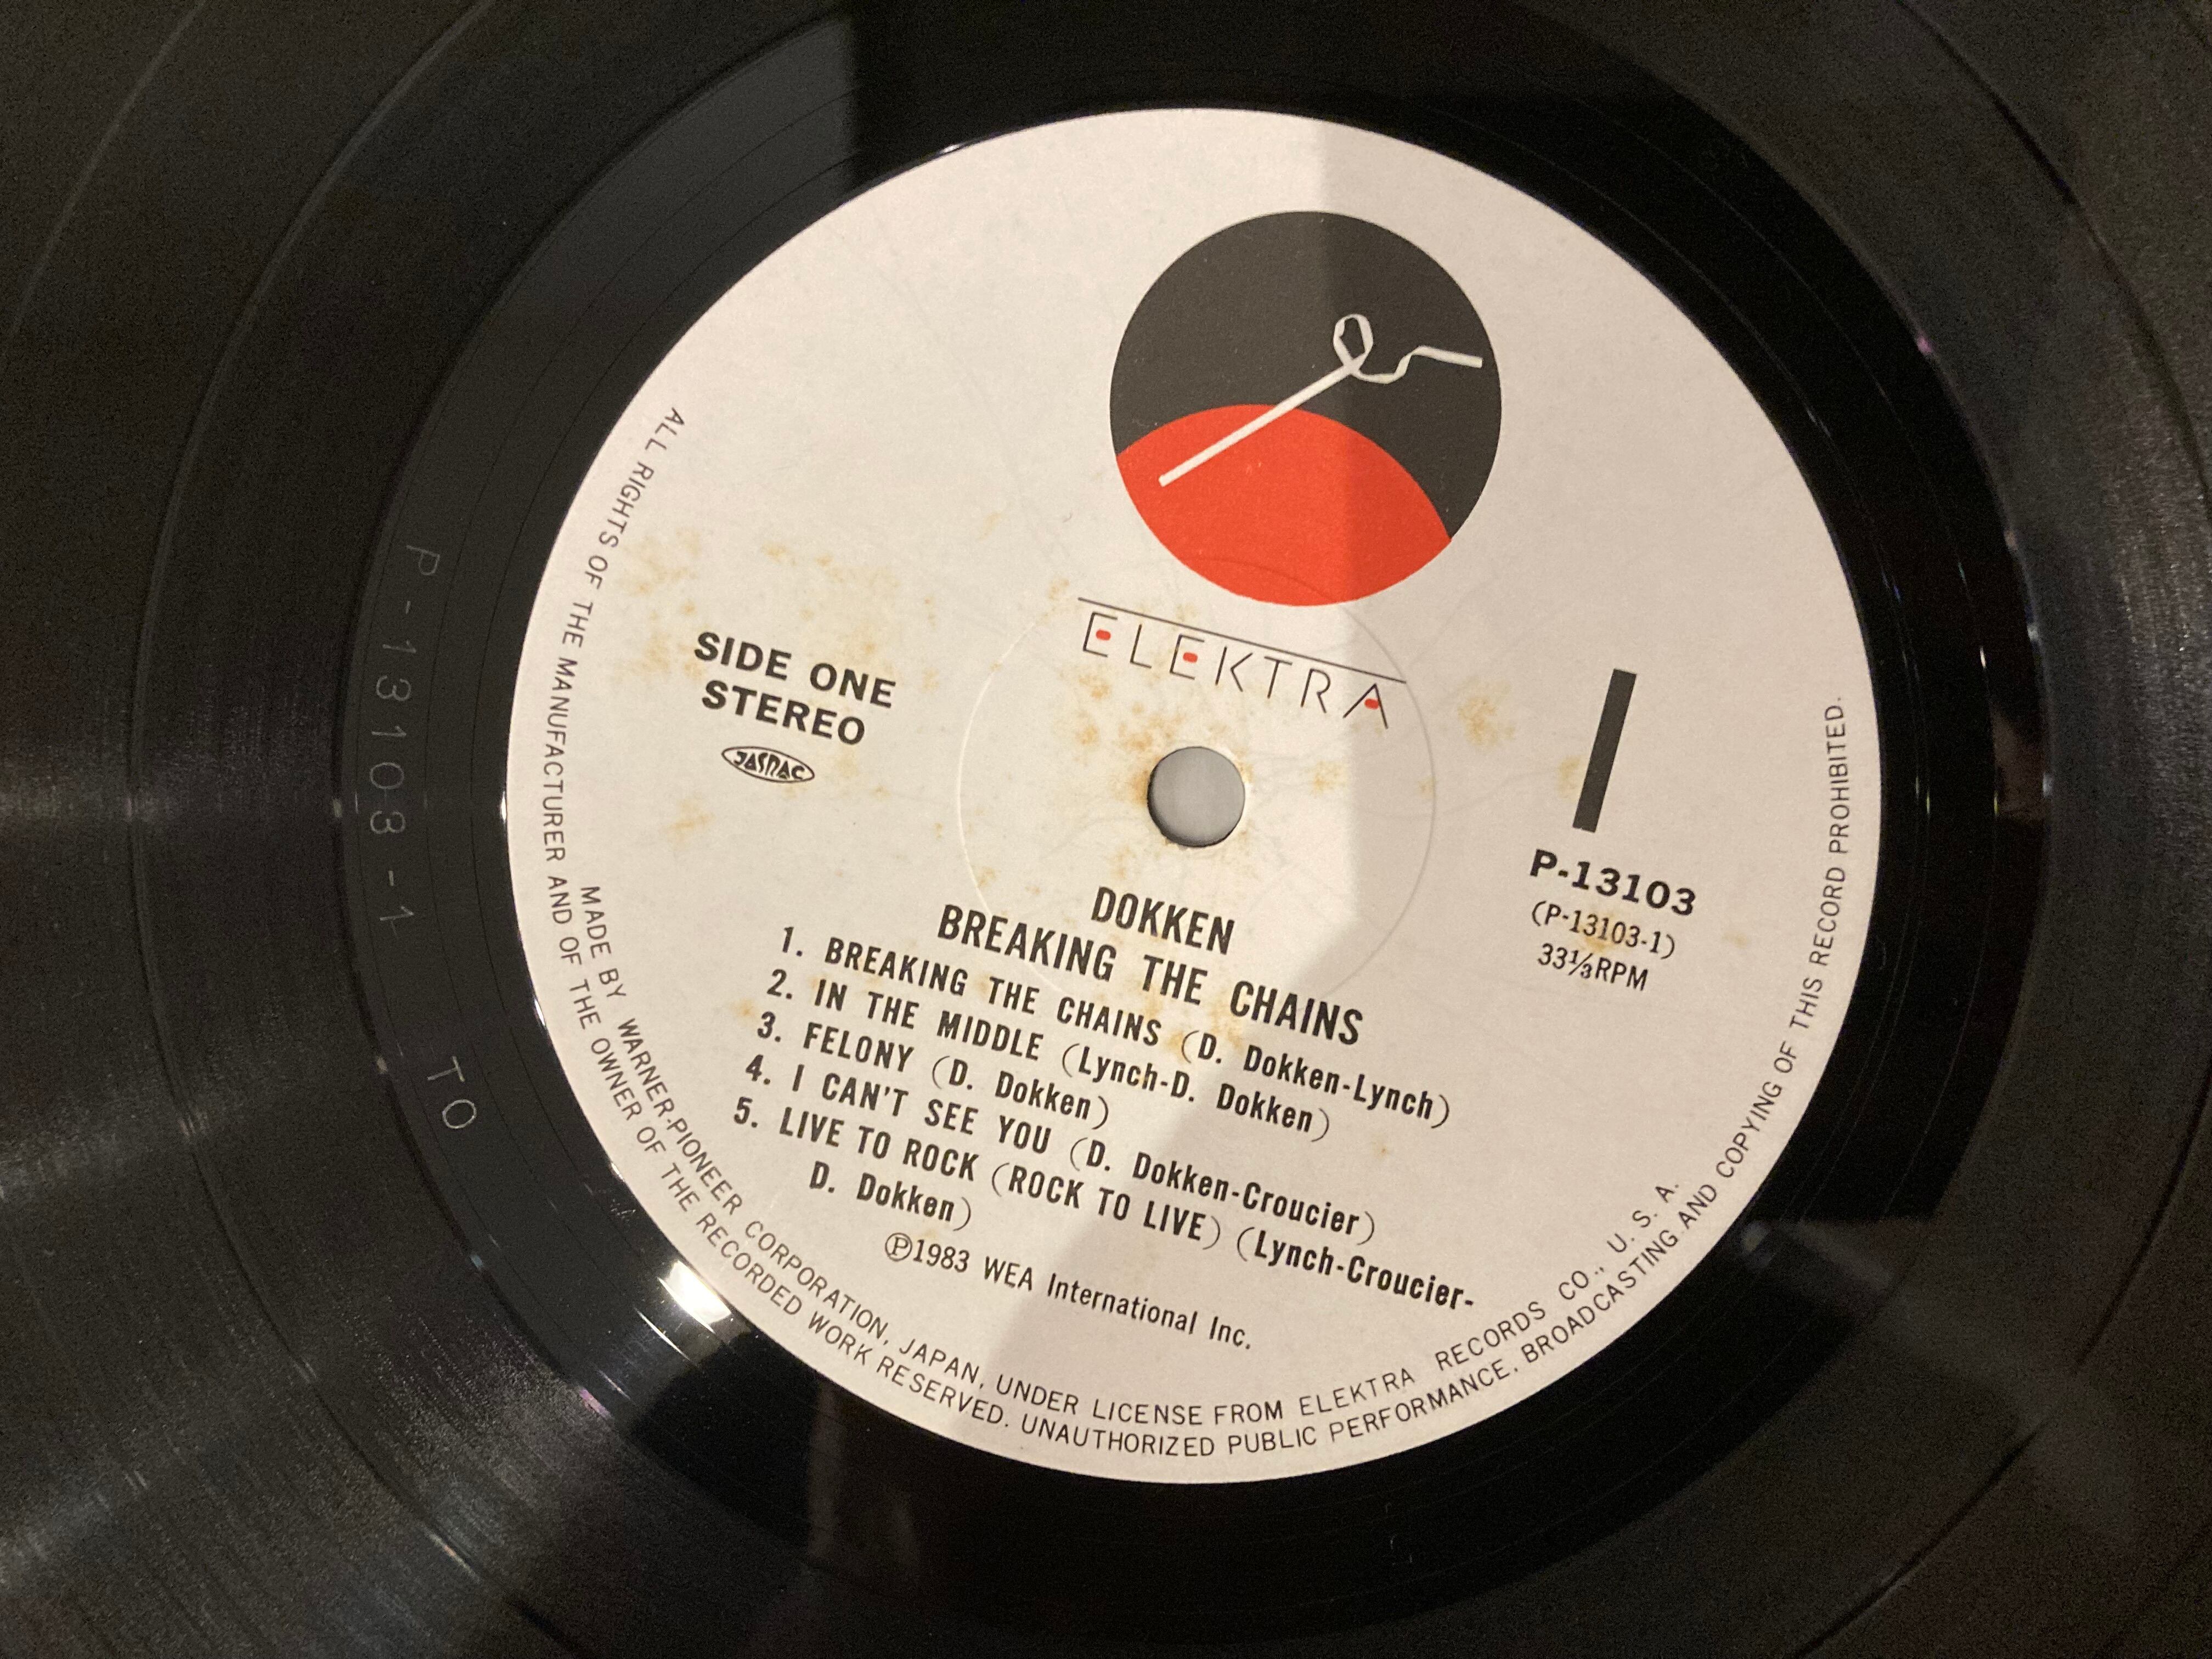 ELEKTRA
SIDE ONE
STEREO
JASRAC
1
P-13103
(P-13103-1)
33⅓RPM
DOKKEN
BREAKING THE CHAINS
1. BREAKING THE CHAINS (D. Dokken-Lynch)
2. IN THE MIDDLE (Lynch-D. Dokken)
3. FELONY (D. Dokken)
4. I CAN'T SEE YOU (D. Dokken-Croucier)
5. LIVE TO ROCK (ROCK TO LIVE) (Lynch-Croucier-
D. Dokken)
Ⓟ1983 WEA International Inc.
MADE BY WARNER-PIONEER CORPORATION, JAPAN, UNDER LICENSE FROM ELEKTRA RECORDS CO., U. S. A.
ALL RIGHTS OF THE MANUFACTURER AND OF THE OWNER OF THE RECORDED WORK RESERVED. UNAUTHORIZED PUBLIC PERFORMANCE. BROADCASTING AND COPYING OF THIS RECORD PROHIBITED.
P-13103-1 TO